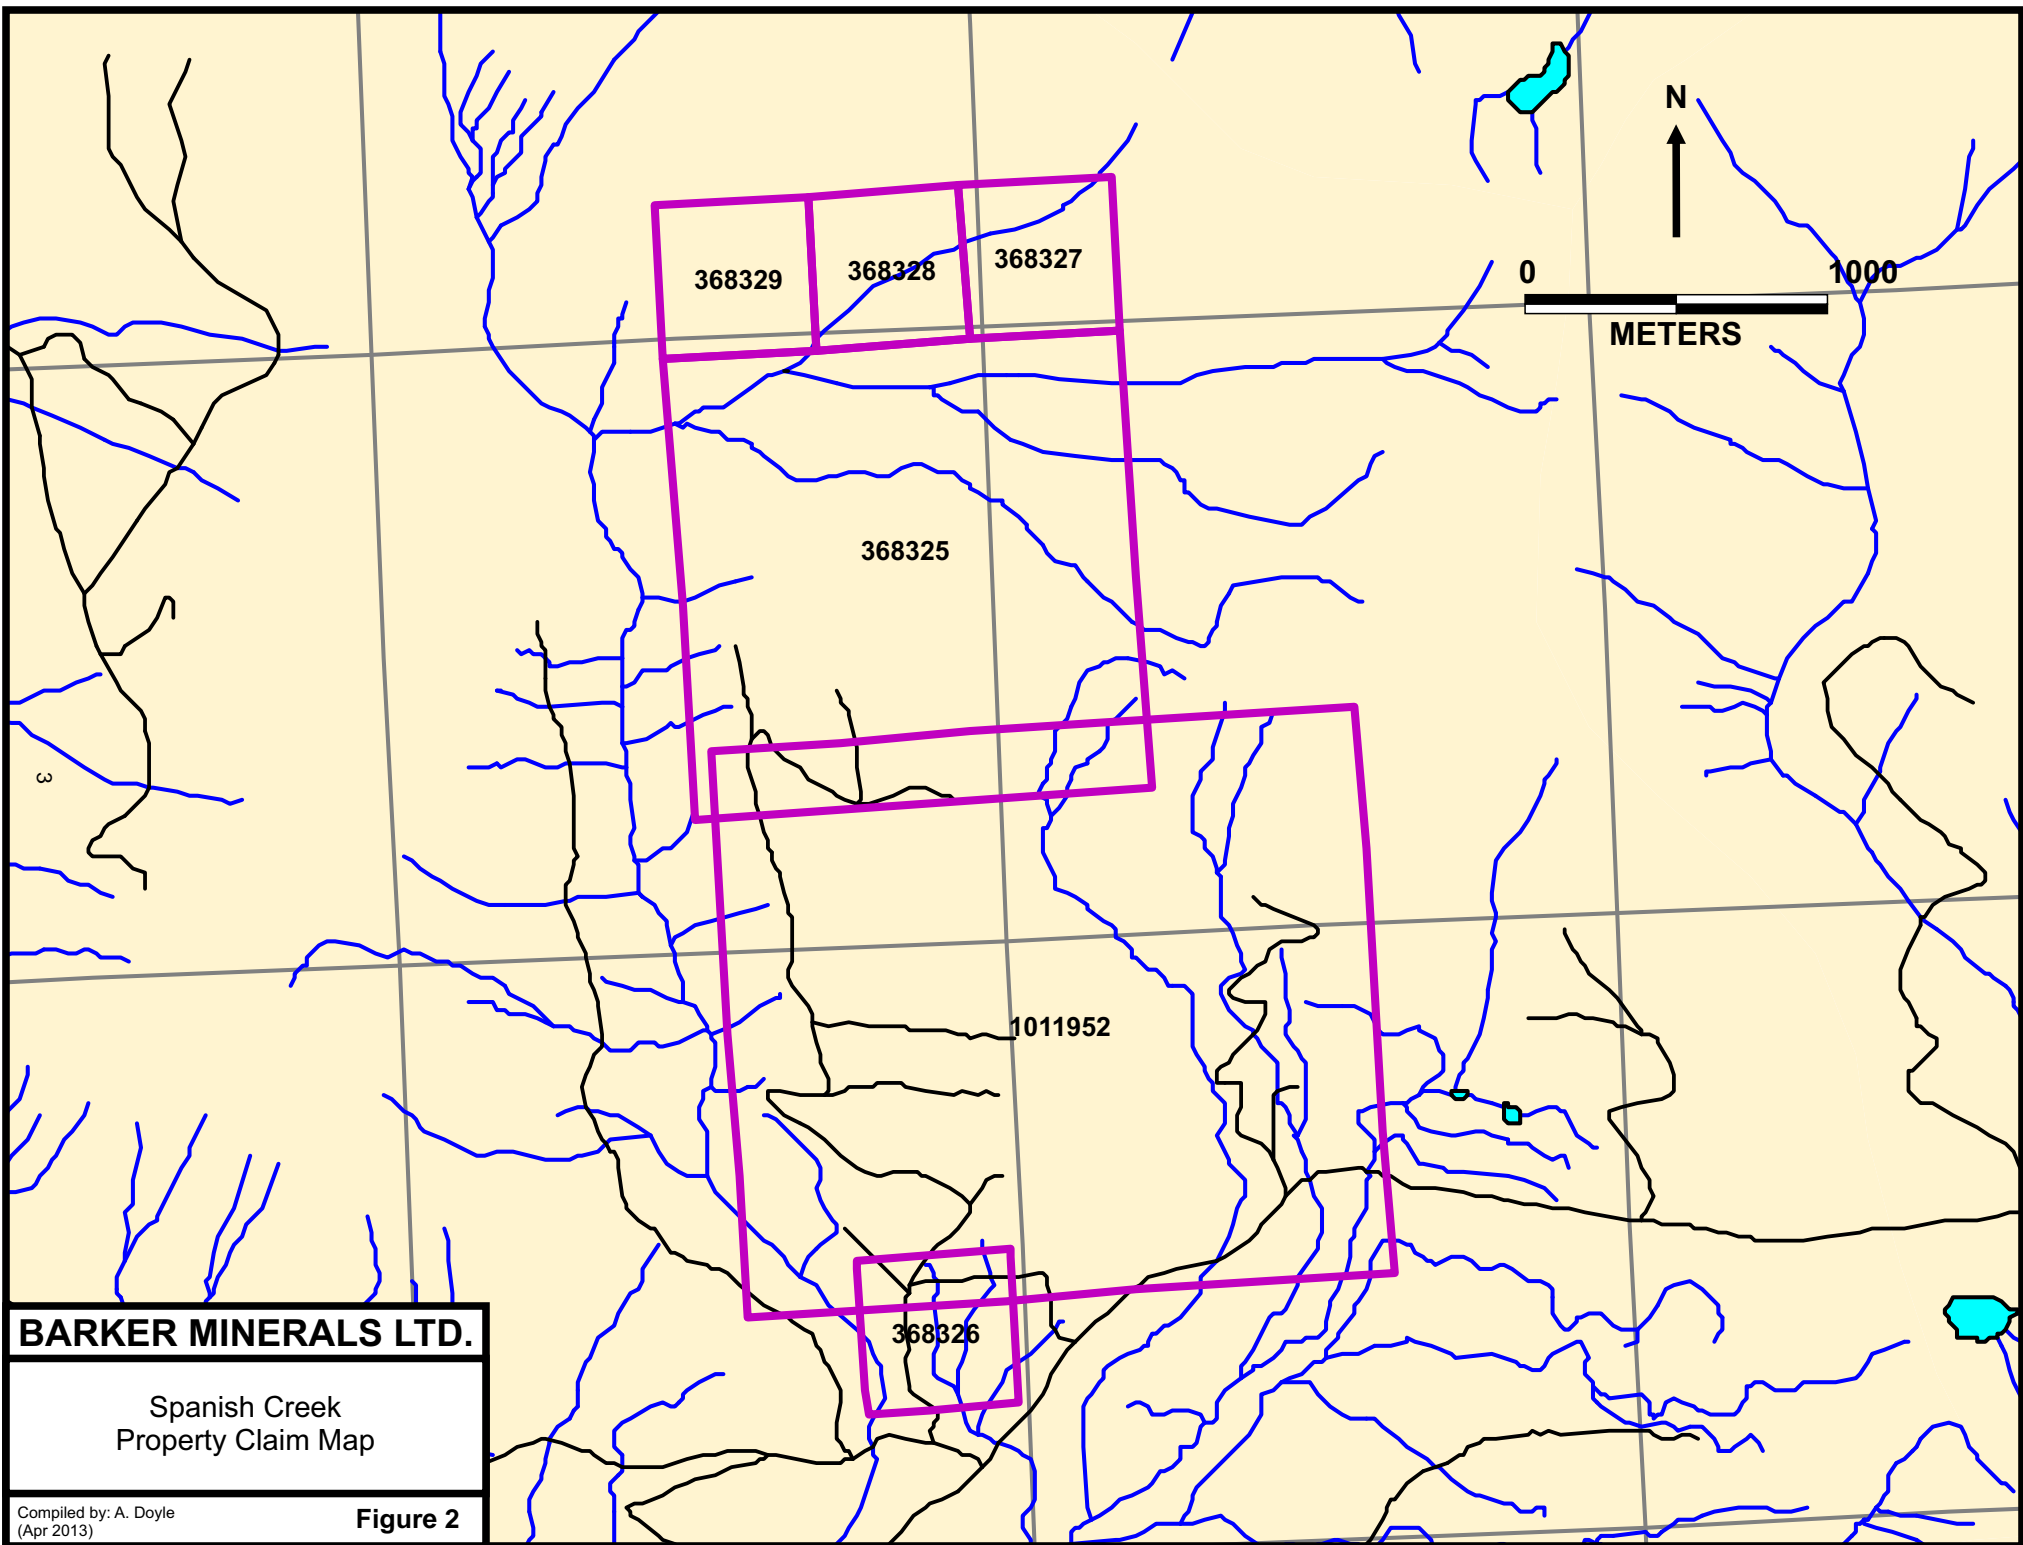 N
0 1000
METERS
368329
368328
368327
368325
3
1011952
368326
BARKER MINERALS LTD.
Spanish Creek
Property Claim Map
Compiled by: A. Doyle
(Apr 2013)
Figure 2